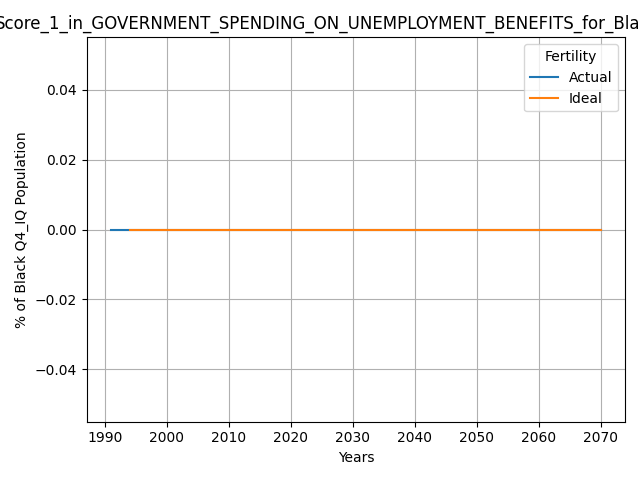 Score_1_in_GOVERNMENT_SPENDING_ON_UNEMPLOYMENT_BENEFITS_for_Bla
Fertility
Actual
Ideal
% of Black Q4_IQ Population
0.04
0.02
0.00
−0.02
−0.04
1990 2000 2010 2020 2030 2040 2050 2060 2070
Years